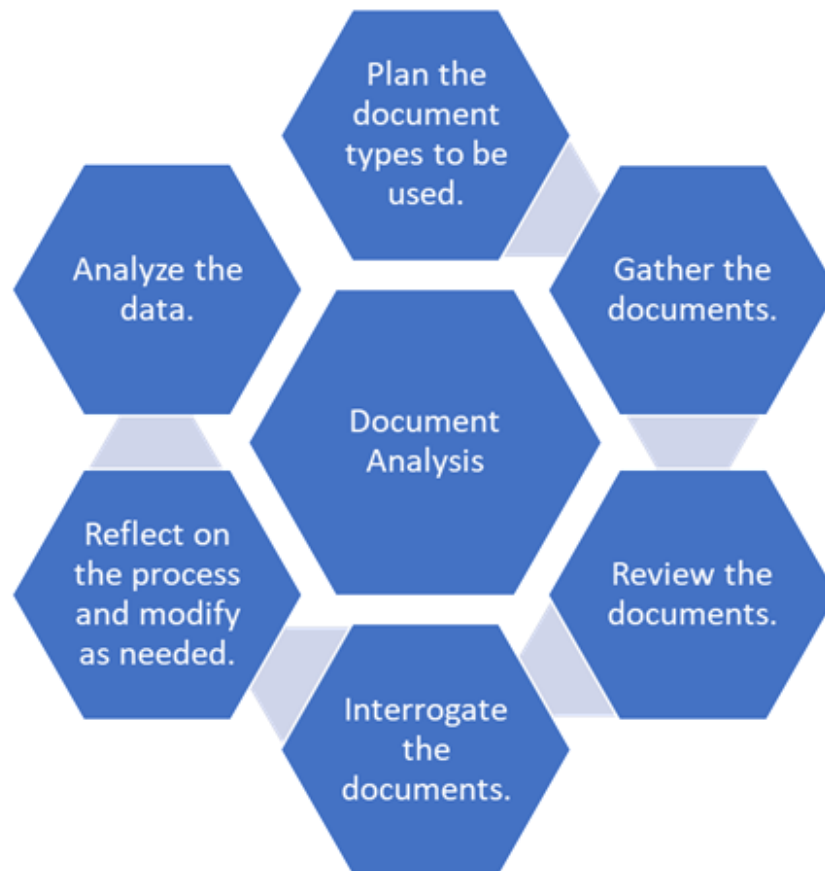 Plan the
document
types to be
used.
Gather the
documents.
Review the
documents.
Interrogate
the
documents.
Reflect on
the process
and modify
as needed.
Analyze the
data.
Document
Analysis